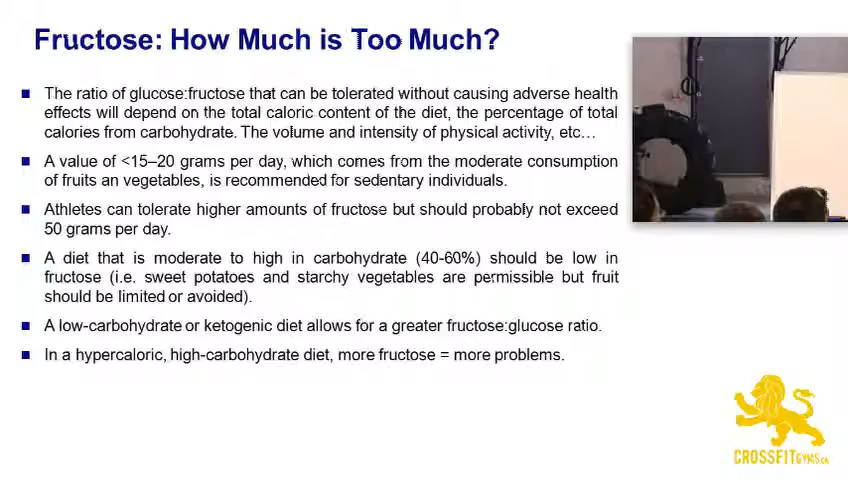 Fructose: How Much is Too Much?
The ratio of glucose:fructose that can be tolerated without causing adverse health
effects will depend on the total caloric content of the diet, the percentage of total
calories from carbohydrate. The volume and intensity of physical activity, etc…
A value of <15–20 grams per day, which comes from the moderate consumption
of fruits an vegetables, is recommended for sedentary individuals.
Athletes can tolerate higher amounts of fructose but should probably not exceed
50 grams per day.
A diet that is moderate to high in carbohydrate (40-60%) should be low in
fructose (i.e. sweet potatoes and starchy vegetables are permissible but fruit
should be limited or avoided).
A low-carbohydrate or ketogenic diet allows for a greater fructose:glucose ratio.
In a hypercaloric, high-carbohydrate diet, more fructose = more problems.
CROSSFITGYMS.CA